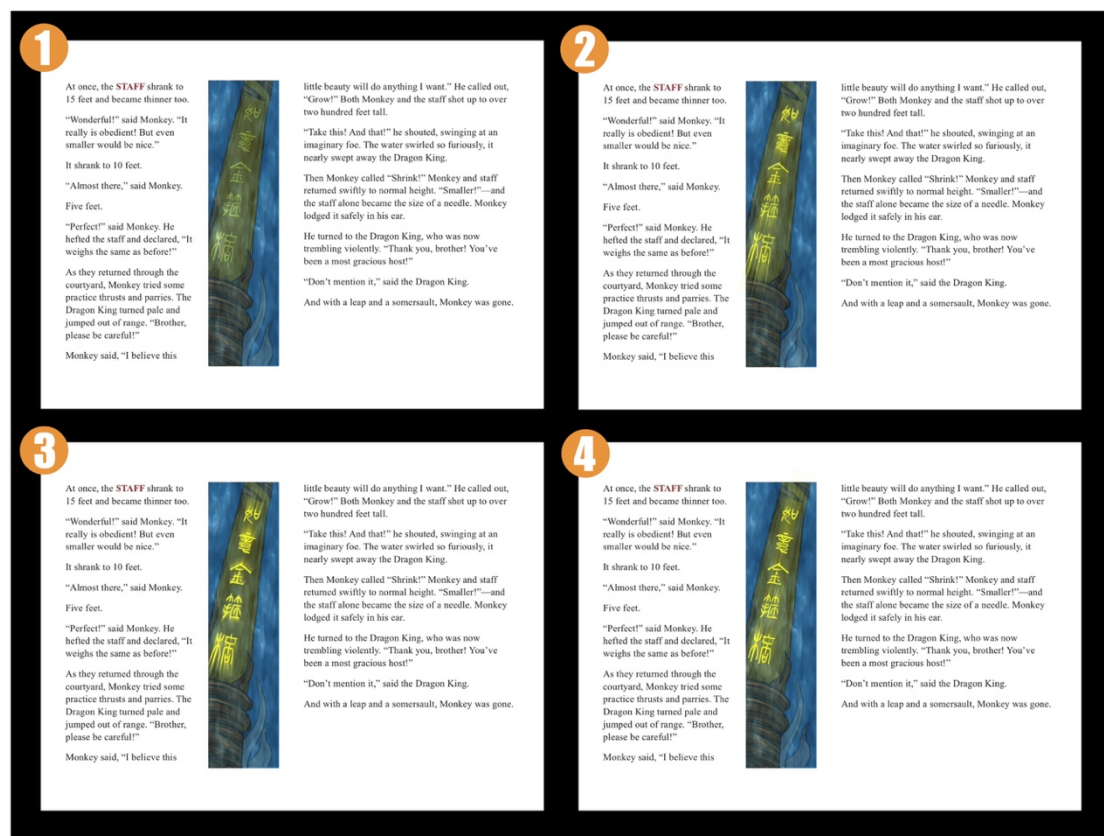 1
At once, the STAFF shrank to
15 feet and became thinner too.
“Wonderful!” said Monkey. “It
really is obedient! But even
smaller would be nice.”
It shrank to 10 feet.
“Almost there,” said Monkey.
Five feet.
“Perfect!” said Monkey. He
hefted the staff and declared, “It
weighs the same as before!”
As they returned through the
courtyard, Monkey tried some
practice thrusts and parries. The
Dragon King turned pale and
jumped out of range. “Brother,
please be careful!”
Monkey said, “I believe this
如意金箍棒
little beauty will do anything I want.” He called out,
“Grow!” Both Monkey and the staff shot up to over
two hundred feet tall.
“Take this! And that!” he shouted, swinging at an
imaginary foe. The water swirled so furiously, it
nearly swept away the Dragon King.
Then Monkey called “Shrink!” Monkey and staff
returned swiftly to normal height. “Smaller!”—and
the staff alone became the size of a needle. Monkey
lodged it safely in his ear.
He turned to the Dragon King, who was now
trembling violently. “Thank you, brother! You’ve
been a most gracious host!”
“Don’t mention it,” said the Dragon King.
And with a leap and a somersault, Monkey was gone.
2
At once, the STAFF shrank to
15 feet and became thinner too.
“Wonderful!” said Monkey. “It
really is obedient! But even
smaller would be nice.”
It shrank to 10 feet.
“Almost there,” said Monkey.
Five feet.
“Perfect!” said Monkey. He
hefted the staff and declared, “It
weighs the same as before!”
As they returned through the
courtyard, Monkey tried some
practice thrusts and parries. The
Dragon King turned pale and
jumped out of range. “Brother,
please be careful!”
Monkey said, “I believe this
如意金箍棒
little beauty will do anything I want.” He called out,
“Grow!” Both Monkey and the staff shot up to over
two hundred feet tall.
“Take this! And that!” he shouted, swinging at an
imaginary foe. The water swirled so furiously, it
nearly swept away the Dragon King.
Then Monkey called “Shrink!” Monkey and staff
returned swiftly to normal height. “Smaller!”—and
the staff alone became the size of a needle. Monkey
lodged it safely in his ear.
He turned to the Dragon King, who was now
trembling violently. “Thank you, brother! You’ve
been a most gracious host!”
“Don’t mention it,” said the Dragon King.
And with a leap and a somersault, Monkey was gone.
3
At once, the STAFF shrank to
15 feet and became thinner too.
“Wonderful!” said Monkey. “It
really is obedient! But even
smaller would be nice.”
It shrank to 10 feet.
“Almost there,” said Monkey.
Five feet.
“Perfect!” said Monkey. He
hefted the staff and declared, “It
weighs the same as before!”
As they returned through the
courtyard, Monkey tried some
practice thrusts and parries. The
Dragon King turned pale and
jumped out of range. “Brother,
please be careful!”
Monkey said, “I believe this
如意金箍棒
little beauty will do anything I want.” He called out,
“Grow!” Both Monkey and the staff shot up to over
two hundred feet tall.
“Take this! And that!” he shouted, swinging at an
imaginary foe. The water swirled so furiously, it
nearly swept away the Dragon King.
Then Monkey called “Shrink!” Monkey and staff
returned swiftly to normal height. “Smaller!”—and
the staff alone became the size of a needle. Monkey
lodged it safely in his ear.
He turned to the Dragon King, who was now
trembling violently. “Thank you, brother! You’ve
been a most gracious host!”
“Don’t mention it,” said the Dragon King.
And with a leap and a somersault, Monkey was gone.
4
At once, the STAFF shrank to
15 feet and became thinner too.
“Wonderful!” said Monkey. “It
really is obedient! But even
smaller would be nice.”
It shrank to 10 feet.
“Almost there,” said Monkey.
Five feet.
“Perfect!” said Monkey. He
hefted the staff and declared, “It
weighs the same as before!”
As they returned through the
courtyard, Monkey tried some
practice thrusts and parries. The
Dragon King turned pale and
jumped out of range. “Brother,
please be careful!”
Monkey said, “I believe this
如意金箍棒
little beauty will do anything I want.” He called out,
“Grow!” Both Monkey and the staff shot up to over
two hundred feet tall.
“Take this! And that!” he shouted, swinging at an
imaginary foe. The water swirled so furiously, it
nearly swept away the Dragon King.
Then Monkey called “Shrink!” Monkey and staff
returned swiftly to normal height. “Smaller!”—and
the staff alone became the size of a needle. Monkey
lodged it safely in his ear.
He turned to the Dragon King, who was now
trembling violently. “Thank you, brother! You’ve
been a most gracious host!”
“Don’t mention it,” said the Dragon King.
And with a leap and a somersault, Monkey was gone.